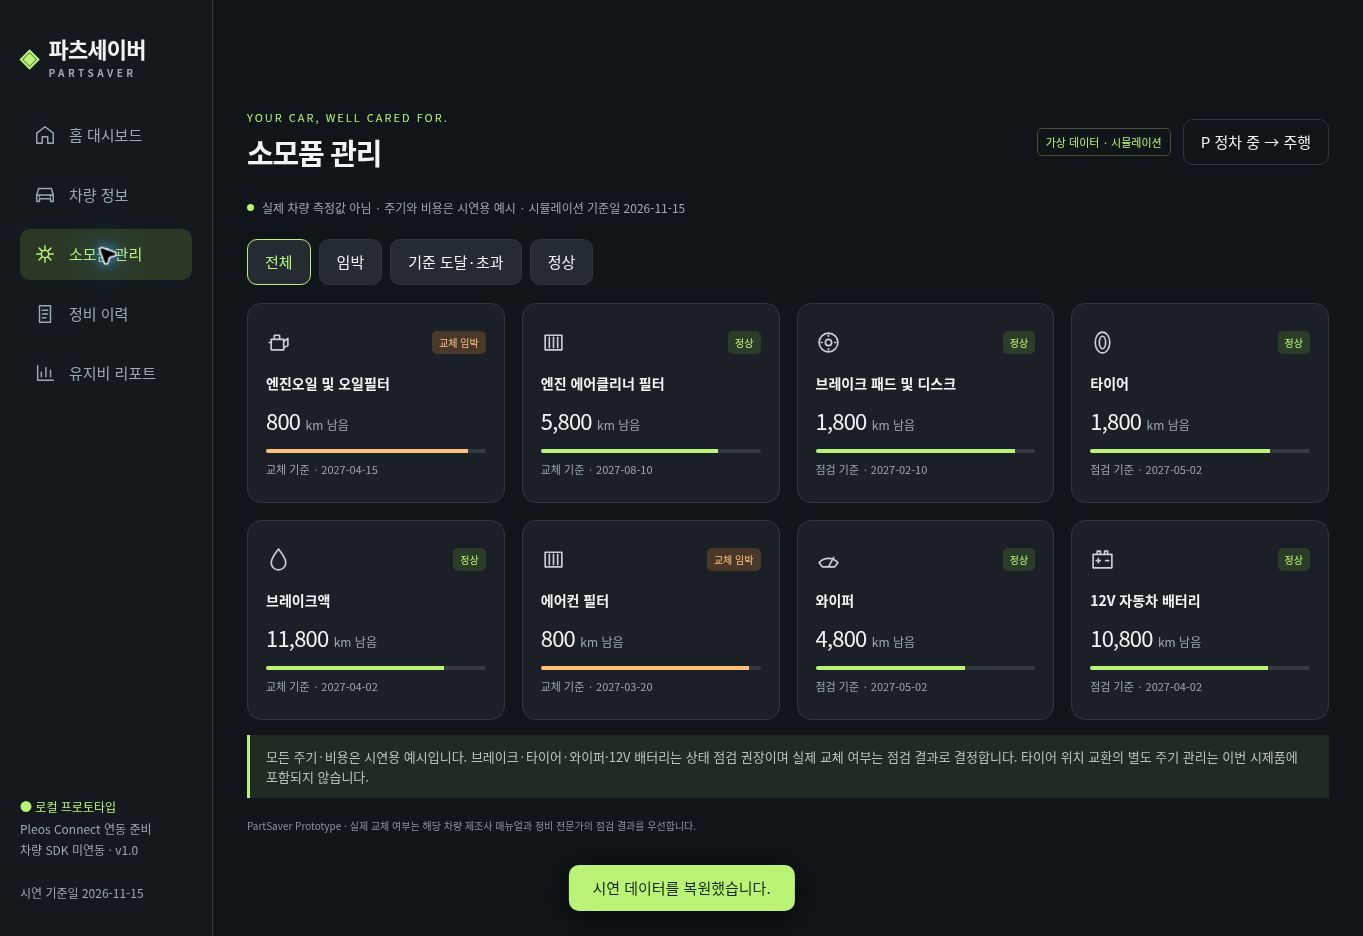 파츠세이버
PARTSAVER
홈 대시보드
차량 정보
소모품 관리
정비 이력
유지비 리포트
로컬 프로토타입
Pleos Connect 연동 준비
차량 SDK 미연동 · v1.0
시연 기준일 2026-11-15
YOUR CAR, WELL CARED FOR.
소모품 관리
가상 데이터 · 시뮬레이션
P 정차 중 → 주행
실제 차량 측정값 아님 · 주기와 비용은 시연용 예시 · 시뮬레이션 기준일 2026-11-15
전체
임박
기준 도달·초과
정상
교체 임박
엔진오일 및 오일필터
800 km 남음
교체 기준 · 2027-04-15
정상
엔진 에어클리너 필터
5,800 km 남음
교체 기준 · 2027-08-10
정상
브레이크 패드 및 디스크
1,800 km 남음
점검 기준 · 2027-02-10
정상
타이어
1,800 km 남음
점검 기준 · 2027-05-02
정상
브레이크액
11,800 km 남음
교체 기준 · 2027-04-02
교체 임박
에어컨 필터
800 km 남음
교체 기준 · 2027-03-20
정상
와이퍼
4,800 km 남음
점검 기준 · 2027-05-02
정상
12V 자동차 배터리
10,800 km 남음
점검 기준 · 2027-04-02
모든 주기·비용은 시연용 예시입니다. 브레이크·타이어·와이퍼·12V 배터리는 상태 점검 권장이며 실제 교체 여부는 점검 결과로 결정합니다. 타이어 위치 교환의 별도 주기 관리는 이번 시제품에
포함되지 않습니다.
PartSaver Prototype · 실제 교체 여부는 해당 차량 제조사 매뉴얼과 정비 전문가의 점검 결과를 우선합니다.
시연 데이터를 복원했습니다.